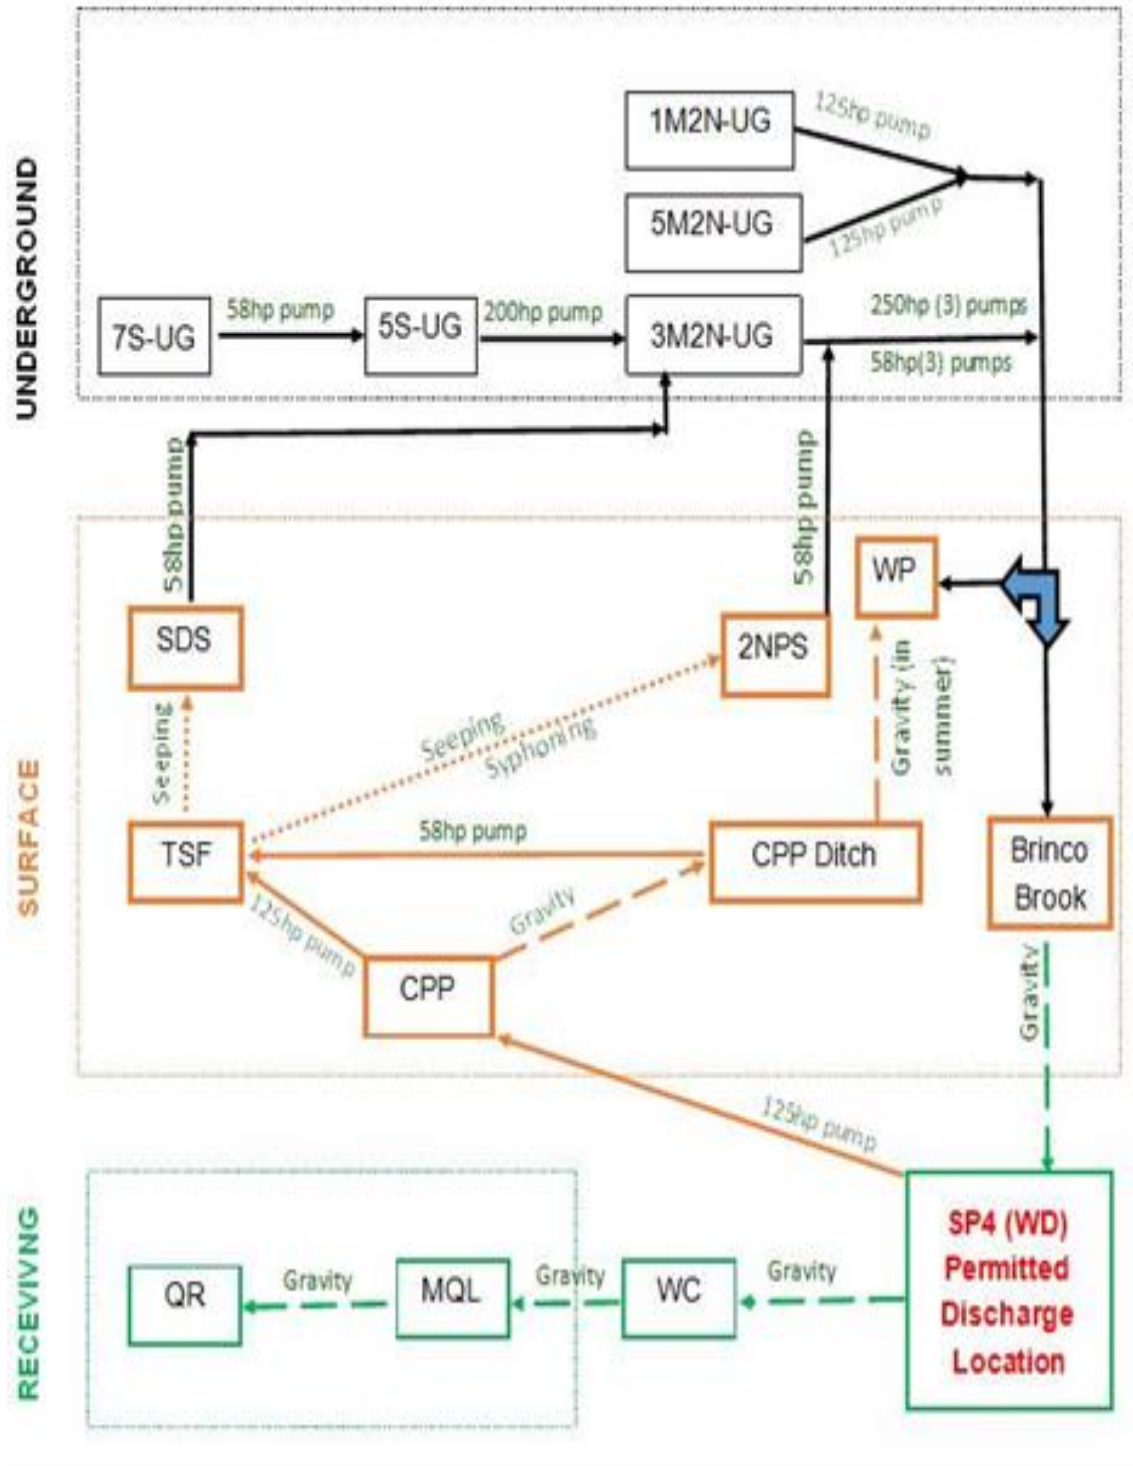 UNDERGROUND
1M2N-UG
125hp pump
5M2N-UG
125hp pump
7S-UG
58hp pump
5S-UG
200hp pump
3M2N-UG
250hp (3) pumps
58hp(3) pumps
58hp pump
58hp pump
SURFACE
WP
SDS
2NPS
Seeping
Seeping
Syphoning
Gravity (in
summer)
TSF
58hp pump
CPP Ditch
Brinco
Brook
125hp pump
Gravity
CPP
Gravity
125hp pump
RECEVIVNG
SP4 (WD)
Permitted
Discharge
Location
QR
Gravity
MQL
Gravity
WC
Gravity